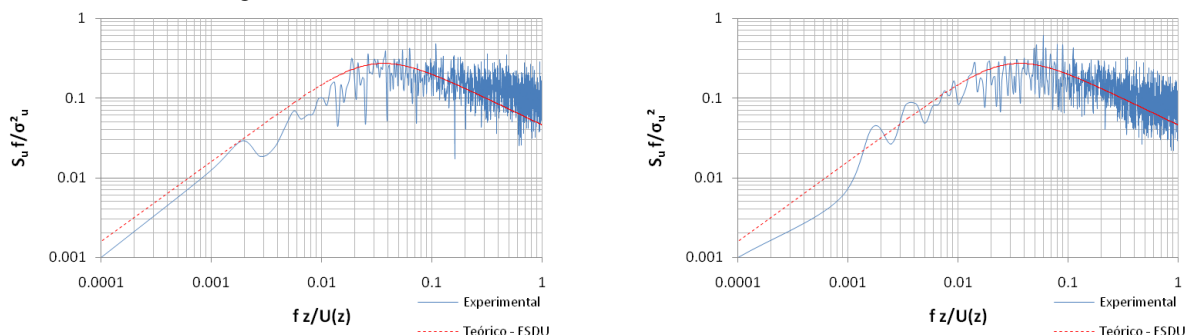 1
0.1
0.01
0.001
S_u f/σ²_u
0.0001 0.001 0.01 0.1 1
f z/U(z)
Experimental
Teórico - ESDU
1
0.1
0.01
0.001
S_u f/σ_u²
0.0001 0.001 0.01 0.1 1
f z/U(z)
Experimental
Teórico - ESDU